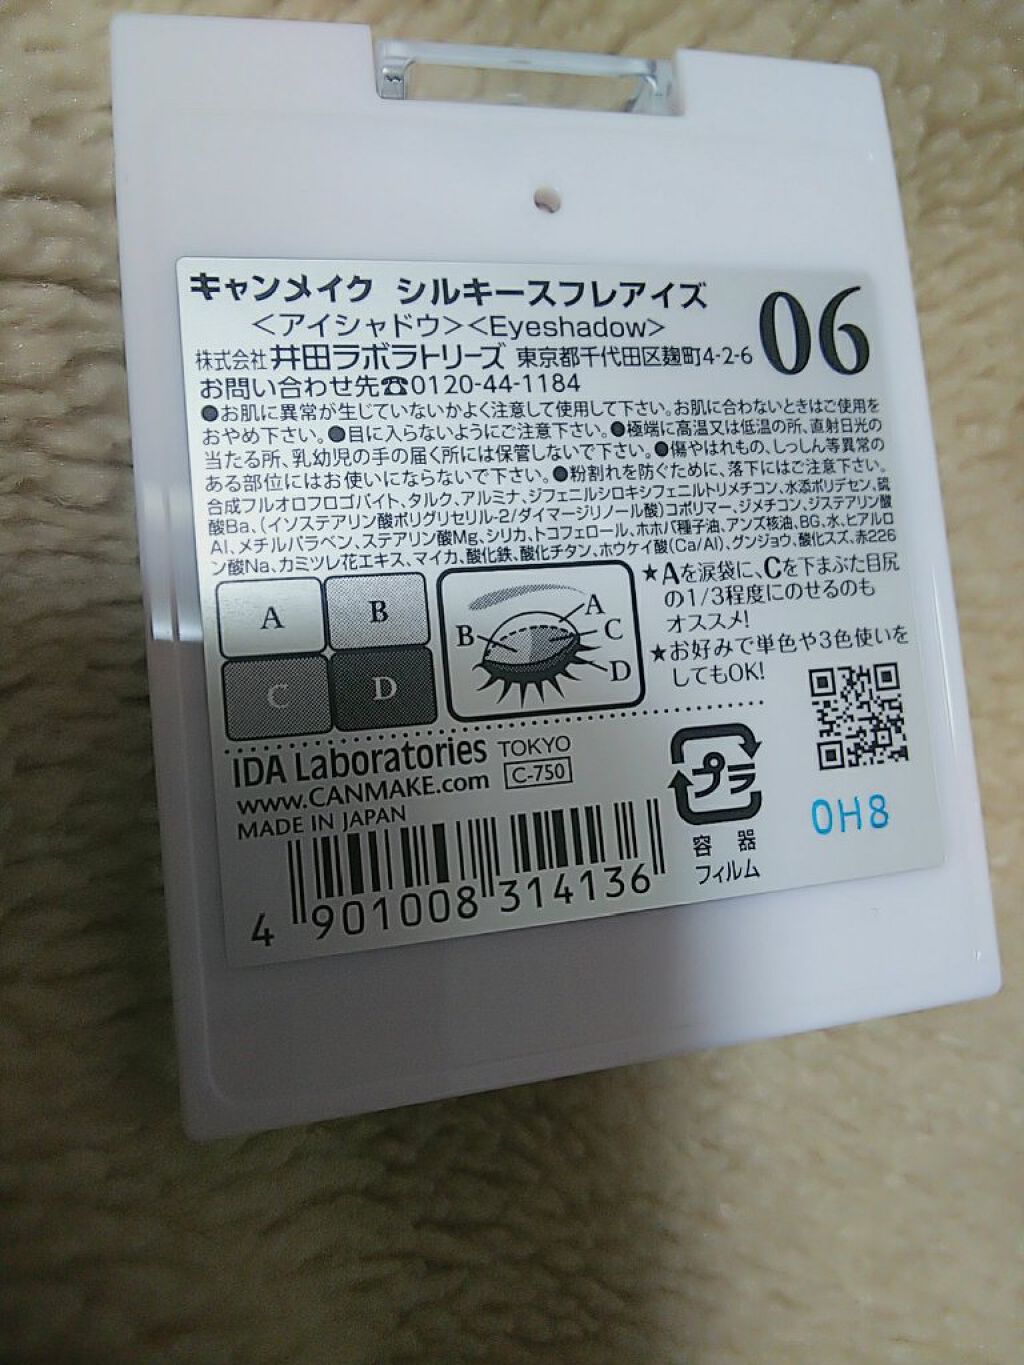 キャンメイク シルキースフレアイズ
06
＜アイシャドウ＞＜Eyeshadow＞
株式会社 井田ラボラトリーズ 東京都千代田区麹町4-2-6
お問い合わせ先☎0120-44-1184
●お肌に異常が生じていないかよく注意して使用して下さい。お肌に合わないときはご使用を
おやめ下さい。●目に入らないようにご注意下さい。●極端に高温又は低温の所、直射日光の
当たる所、乳幼児の手の届く所には保管しないで下さい。●傷やはれもの、しっしん等異常の
ある部位にはお使いにならないで下さい。●粉割れを防ぐために、落下にはご注意下さい。
合成フルオロフロゴパイト、タルク、アルミナ、ジフェニルシロキシフェニルトリメチコン、水添ポリデセン、硫
酸Ba、(イソステアリン酸ポリグリセリル-2/ダイマージリノール酸)コポリマー、ジメチコン、ジステアリン酸
Al、メチルパラベン、ステアリン酸Mg、シリカ、トコフェロール、ホホバ種子油、アンズ核油、BG、水、ヒアルロ
ン酸Na、カミツレ花エキス、マイカ、酸化鉄、酸化チタン、ホウケイ酸(Ca/Al)、グンジョウ、酸化スズ、赤226
A B
C D
A
B C
D
★Aを涙袋に、Cを下まぶた目尻
の1/3程度にのせるのも
オススメ!
★お好みで単色や3色使いを
してもOK!
IDA Laboratories TOKYO
www.CANMAKE.com C-750
MADE IN JAPAN
プラ
容器
フィルム
0H8
4 901008 314136